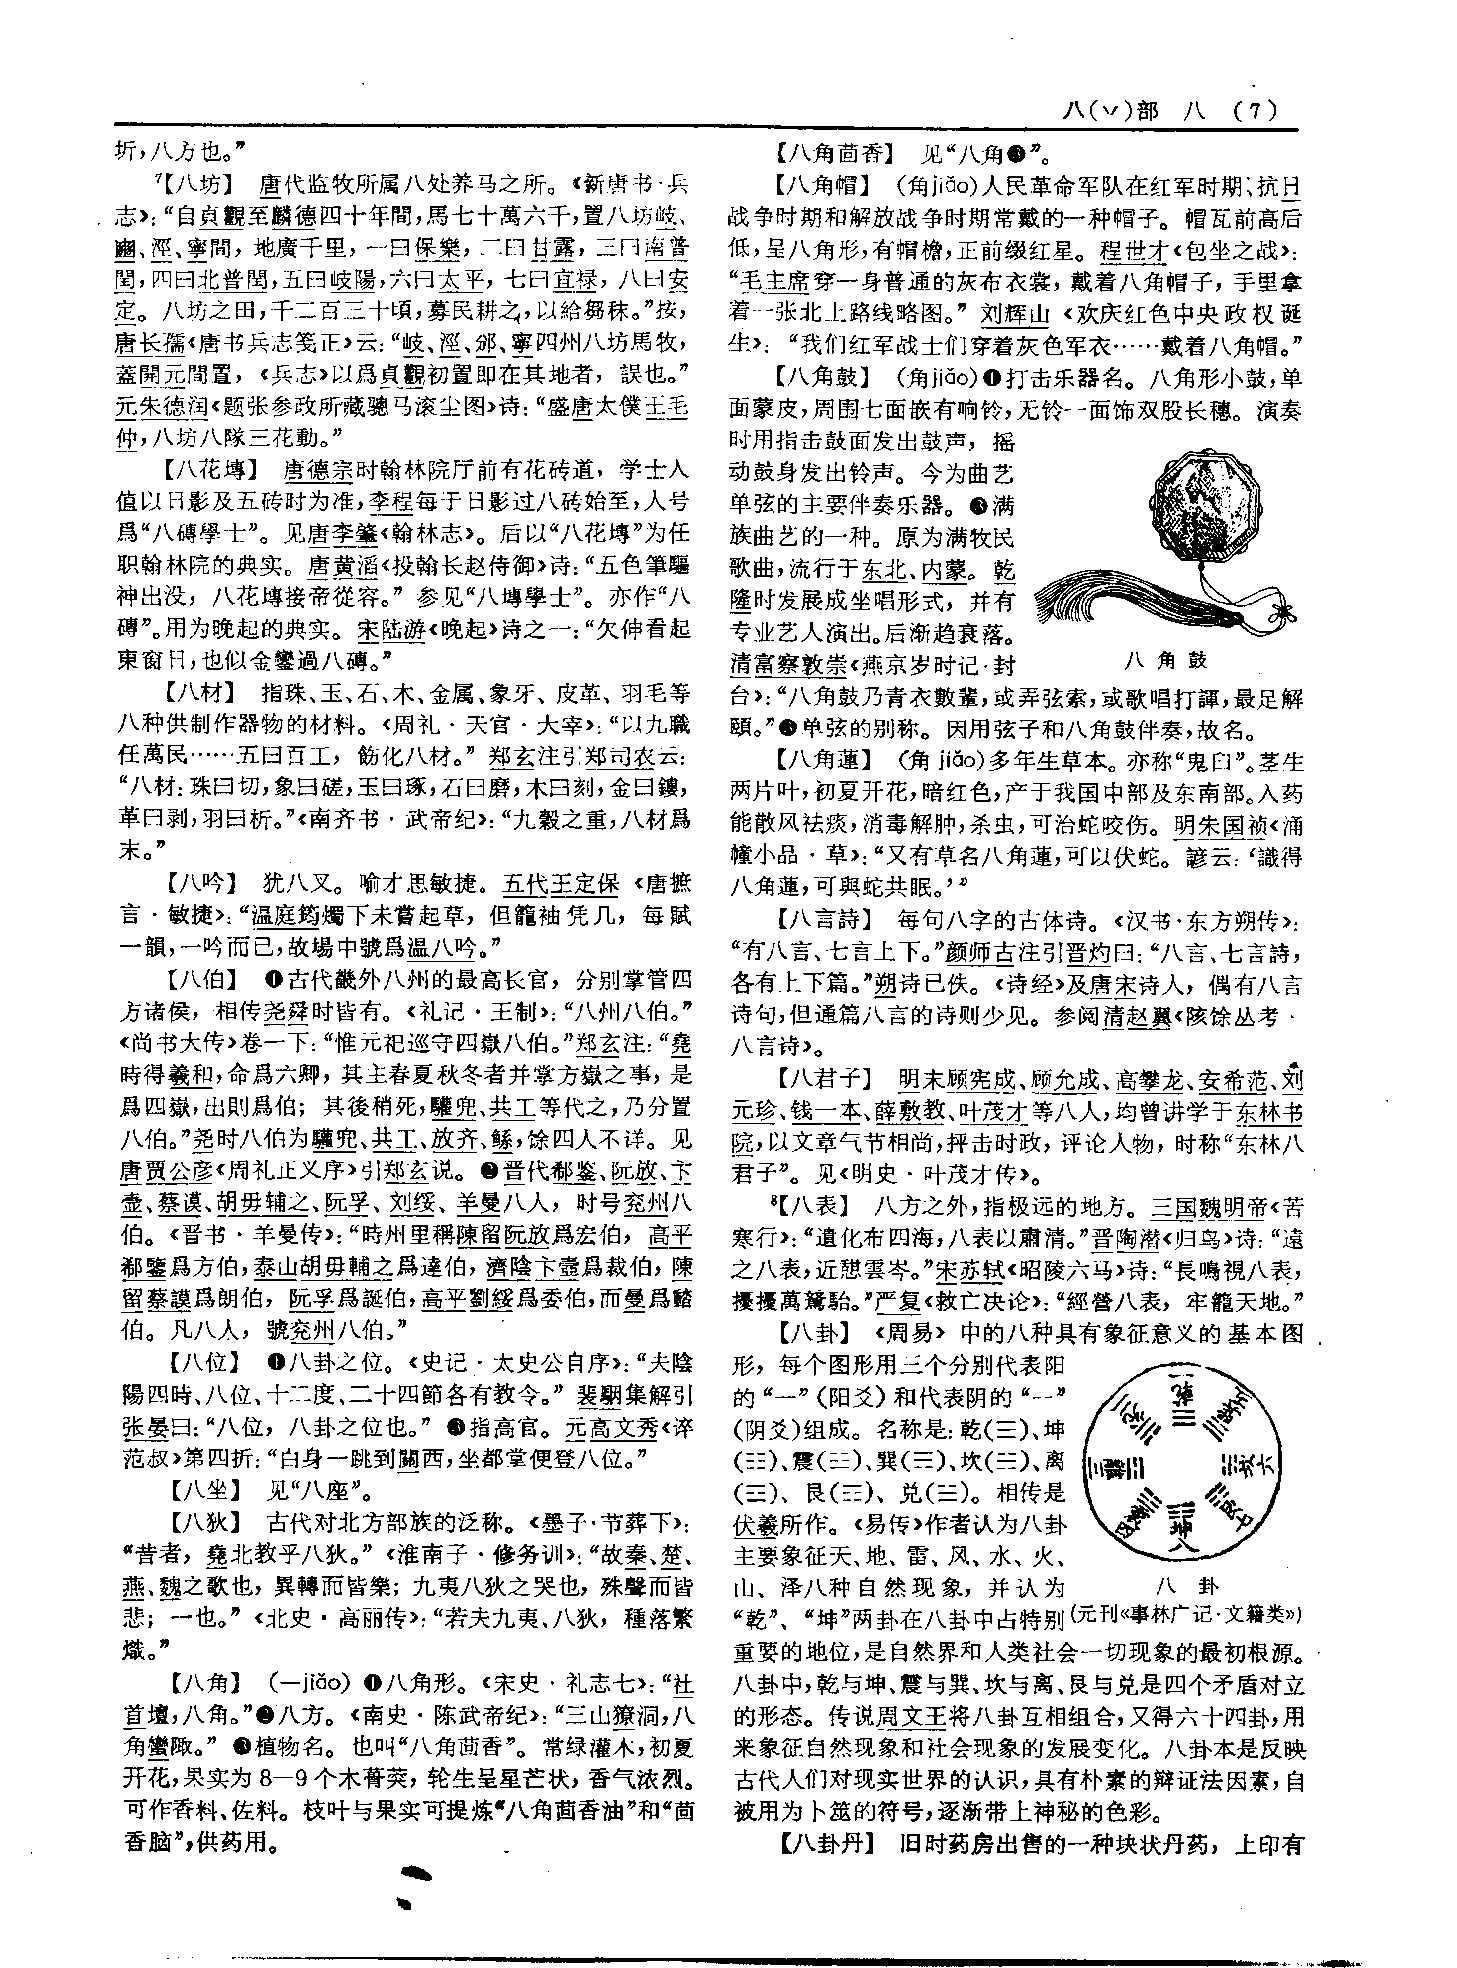 八(丷)部 八 (7)
圻，八方也。”
⁷【八坊】 唐代监牧所属八处养马之所。《新唐书·兵
志》：“自貞觀至麟德四十年間，馬七十萬六千，置八坊岐、
豳、涇、寧間，地廣千里，一曰保樂，二曰甘露，三曰南普
閏，四曰北普閏，五曰岐陽，六曰太平，七曰宜禄，八曰安
定。八坊之田，千二百三十頃，募民耕之，以給芻秣。”按，
唐长孺《唐书兵志笺正》云：“岐、涇、邠、寧四州八坊馬牧，
蓋開元間置，《兵志》以爲貞觀初置即在其地者，誤也。”
元朱德润《题张参政所藏骢马滚尘图》诗：“盛唐太僕王毛
仲，八坊八隊三花動。”
【八花塼】 唐德宗时翰林院厅前有花砖道，学士入
值以日影及五砖时为准，李程每于日影过八砖始至，人号
爲“八磚學士”。见唐李肇《翰林志》。后以“八花塼”为任
职翰林院的典实。唐黄滔《投翰长赵侍御》诗：“五色筆驅
神出没，八花塼接帝從容。”参见“八塼學士”。亦作“八
磚”。用为晚起的典实。宋陆游《晚起》诗之一：“欠伸看起
東窗日，也似金鑾過八磚。”
【八材】 指珠、玉、石、木、金属、象牙、皮革、羽毛等
八种供制作器物的材料。《周礼·天官·大宰》：“以九職
任萬民……五曰百工，飭化八材。”郑玄注引郑司农云：
“八材：珠曰切，象曰磋，玉曰琢，石曰磨，木曰刻，金曰鏤，
革曰剥，羽曰析。”《南齐书·武帝纪》：“九穀之重，八材爲
末。”
【八吟】 犹八叉。喻才思敏捷。五代王定保《唐摭
言·敏捷》：“温庭筠燭下未嘗起草，但籠袖凭几，每賦
一韻，一吟而已，故場中號爲温八吟。”
【八伯】 ❶古代畿外八州的最高长官，分别掌管四
方诸侯，相传尧舜时皆有。《礼记·王制》：“八州八伯。”
《尚书大传》卷一下：“惟元祀巡守四嶽八伯。”郑玄注：“堯
時得羲和，命爲六卿，其主春夏秋冬者并掌方嶽之事，是
爲四嶽，出則爲伯；其後稍死，驩兜、共工等代之，乃分置
八伯。”尧时八伯为驩兜、共工、放齐、鲧，馀四人不详。见
唐贾公彦《周礼正义序》引郑玄说。❷晋代郗鉴、阮放、卞
壶、蔡谟、胡毋辅之、阮孚、刘绥、羊曼八人，时号兖州八
伯。《晋书·羊曼传》：“時州里稱陳留阮放爲宏伯，高平
郗鑒爲方伯，泰山胡毋輔之爲達伯，濟陰卞壼爲裁伯，陳
留蔡謨爲朗伯，阮孚爲誕伯，高平劉綏爲委伯，而曼爲䵬
伯。凡八人，號兖州八伯。”
【八位】 ❶八卦之位。《史记·太史公自序》：“夫陰
陽四時、八位、十二度、二十四節各有教令。”裴駰集解引
张晏曰：“八位，八卦之位也。”❷指高官。元高文秀《谇
范叔》第四折：“白身一跳到關西，坐都堂便登八位。”
【八坐】 见“八座”。
【八狄】 古代对北方部族的泛称。《墨子·节葬下》：
“昔者，堯北教乎八狄。”《淮南子·修务训》：“故秦、楚、
燕、魏之歌也，異轉而皆樂；九夷八狄之哭也，殊聲而皆
悲；一也。”《北史·高丽传》：“若夫九夷、八狄，種落繁
熾。”
【八角】 (—jiǎo) ❶八角形。《宋史·礼志七》：“社
首壇，八角。”❷八方。《南史·陈武帝纪》：“三山獠洞，八
角蠻陬。”❸植物名。也叫“八角茴香”。常绿灌木，初夏
开花，果实为8—9个木蓇葖，轮生呈星芒状，香气浓烈。
可作香料、佐料。枝叶与果实可提炼“八角茴香油”和“茴
香脑”，供药用。
【八角茴香】 见“八角❸”。
【八角帽】 (角jiǎo)人民革命军队在红军时期、抗日
战争时期和解放战争时期常戴的一种帽子。帽瓦前高后
低，呈八角形，有帽檐，正前缀红星。程世才《包坐之战》：
“毛主席穿一身普通的灰布衣裳，戴着八角帽子，手里拿
着一张北上路线略图。”刘辉山《欢庆红色中央政权诞
生》：“我们红军战士们穿着灰色军衣……戴着八角帽。”
【八角鼓】 (角jiǎo)❶打击乐器名。八角形小鼓，单
面蒙皮，周围七面嵌有响铃，无铃一面饰双股长穗。演奏
时用指击鼓面发出鼓声，摇
动鼓身发出铃声。今为曲艺
单弦的主要伴奏乐器。❷满
族曲艺的一种。原为满牧民
歌曲，流行于东北、内蒙。乾
隆时发展成坐唱形式，并有
专业艺人演出。后渐趋衰落。
清富察敦崇《燕京岁时记·封
台》：“八角鼓乃青衣數輩，或弄弦索，或歌唱打諢，最足解
頤。”❸单弦的别称。因用弦子和八角鼓伴奏，故名。
八角鼓
【八角蓮】 (角jiǎo)多年生草本。亦称“鬼臼”。茎生
两片叶，初夏开花，暗红色，产于我国中部及东南部。入药
能散风祛痰，消毒解肿，杀虫，可治蛇咬伤。明朱国祯《涌
幢小品·草》：“又有草名八角蓮，可以伏蛇。諺云：‘識得
八角蓮，可與蛇共眠。’”
【八言詩】 每句八字的古体诗。《汉书·东方朔传》：
“有八言、七言上下。”颜师古注引晋灼曰：“八言、七言詩，
各有上下篇。”朔诗已佚。《诗经》及唐宋诗人，偶有八言
诗句，但通篇八言的诗则少见。参阅清赵翼《陔馀丛考·
八言诗》。
【八君子】 明末顾宪成、顾允成、高攀龙、安希范、刘
元珍、钱一本、薛敷教、叶茂才等八人，均曾讲学于东林书
院，以文章气节相尚，抨击时政，评论人物，时称“东林八
君子”。见《明史·叶茂才传》。
⁸【八表】 八方之外，指极远的地方。三国魏明帝《苦
寒行》：“遺化布四海，八表以肅清。”晋陶潜《归鸟》诗：“遠
之八表，近憩雲岑。”宋苏轼《昭陵六马》诗：“長鳴視八表，
擾擾萬駑駘。”严复《救亡决论》：“經營八表，牢籠天地。”
【八卦】 《周易》中的八种具有象征意义的基本图
形，每个图形用三个分别代表阳
的“—”(阳爻)和代表阴的“--”
(阴爻)组成。名称是：乾(☰)、坤
(☷)、震(☳)、巽(☴)、坎(☵)、离
(☲)、艮(☶)、兑(☱)。相传是
伏羲所作。《易传》作者认为八卦
主要象征天、地、雷、风、水、火、
山、泽八种自然现象，并认为
“乾”、“坤”两卦在八卦中占特别
重要的地位，是自然界和人类社会一切现象的最初根源。
八卦中，乾与坤、震与巽、坎与离、艮与兑是四个矛盾对立
的形态。传说周文王将八卦互相组合，又得六十四卦，用
来象征自然现象和社会现象的发展变化。八卦本是反映
古代人们对现实世界的认识，具有朴素的辩证法因素，自
被用为卜筮的符号，逐渐带上神秘的色彩。
八卦
(元刊《事林广记·文籍类》)
【八卦丹】 旧时药房出售的一种块状丹药，上印有